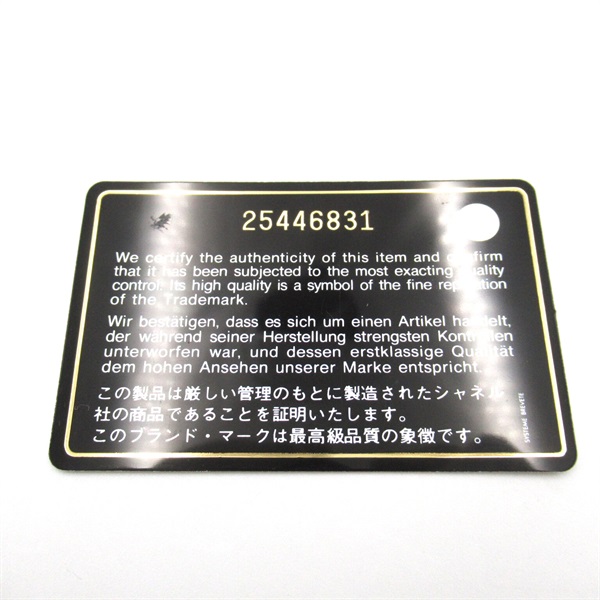 25446831
We certify the authenticity of this item and confirm
that it has been subjected to the most exacting quality
control. Its high quality is a symbol of the fine reputation
of the Trademark.
Wir bestätigen, dass es sich um einen Artikel handelt,
der während seiner Herstellung strengsten Kontrollen
unterworfen war, und dessen erstklassige Qualität
dem hohen Ansehen unserer Marke entspricht.
この製品は厳しい管理のもとに製造されたシャネル
社の商品であることを証明いたします。
このブランド・マークは最高級品質の象徴です。
SYSTEME BREVETE